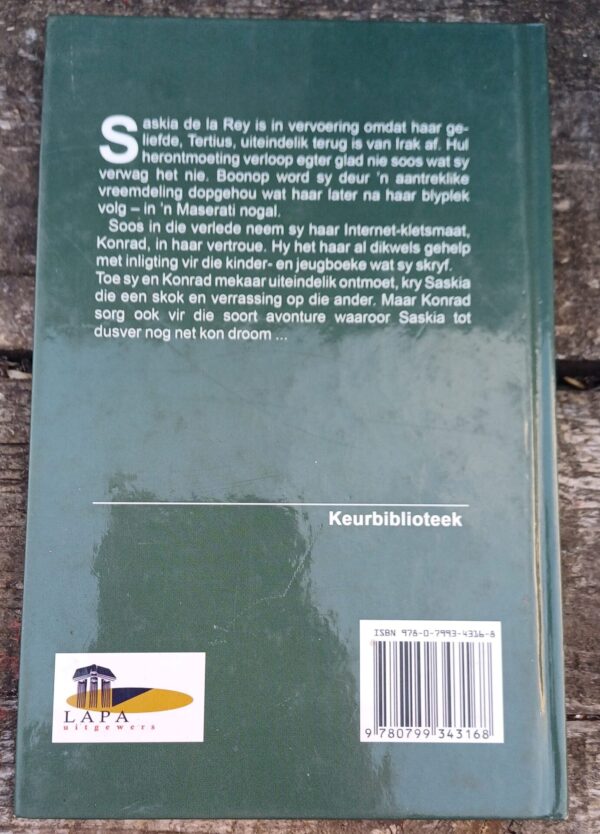 Saskia de la Rey is in vervoering omdat haar ge-
liefde, Tertius, uiteindelik terug is van Irak af. Hul
herontmoeting verloop egter glad nie soos wat sy
verwag het nie. Boonop word sy deur 'n aantreklike
vreemdeling dopgehou wat haar later na haar blyplek
volg – in 'n Maserati nogal.
Soos in die verlede neem sy haar Internet-kletsmaat,
Konrad, in haar vertroue. Hy het haar al dikwels gehelp
met inligting vir die kinder- en jeugboeke wat sy skryf.
Toe sy en Konrad mekaar uiteindelik ontmoet, kry Saskia
die een skok en verrassing op die ander. Maar Konrad
sorg ook vir die soort avonture waaroor Saskia tot
dusver nog net kon droom ...
Keurbiblioteek
ISBN 978-0-7993-4316-8
9 780799 343168
LAPA
uitgewers